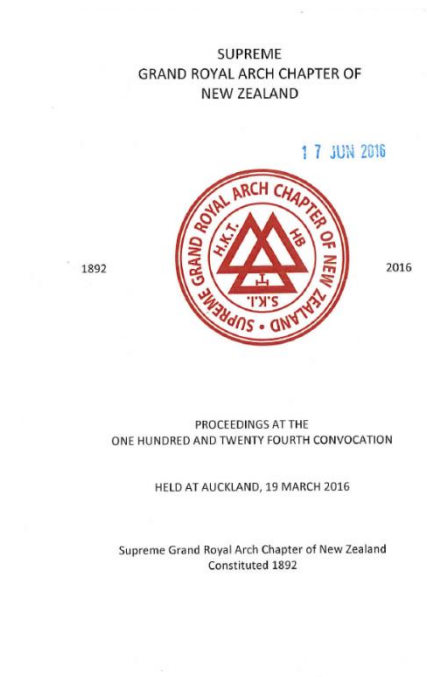 SUPREME
GRAND ROYAL ARCH CHAPTER OF
NEW ZEALAND
1 7 JUN 2016
SUPREME GRAND ROYAL ARCH CHAPTER OF NEW ZEALAND •
H.K.T.
HB
S.K.I.
1892
2016
PROCEEDINGS AT THE
ONE HUNDRED AND TWENTY FOURTH CONVOCATION
HELD AT AUCKLAND, 19 MARCH 2016
Supreme Grand Royal Arch Chapter of New Zealand
Constituted 1892